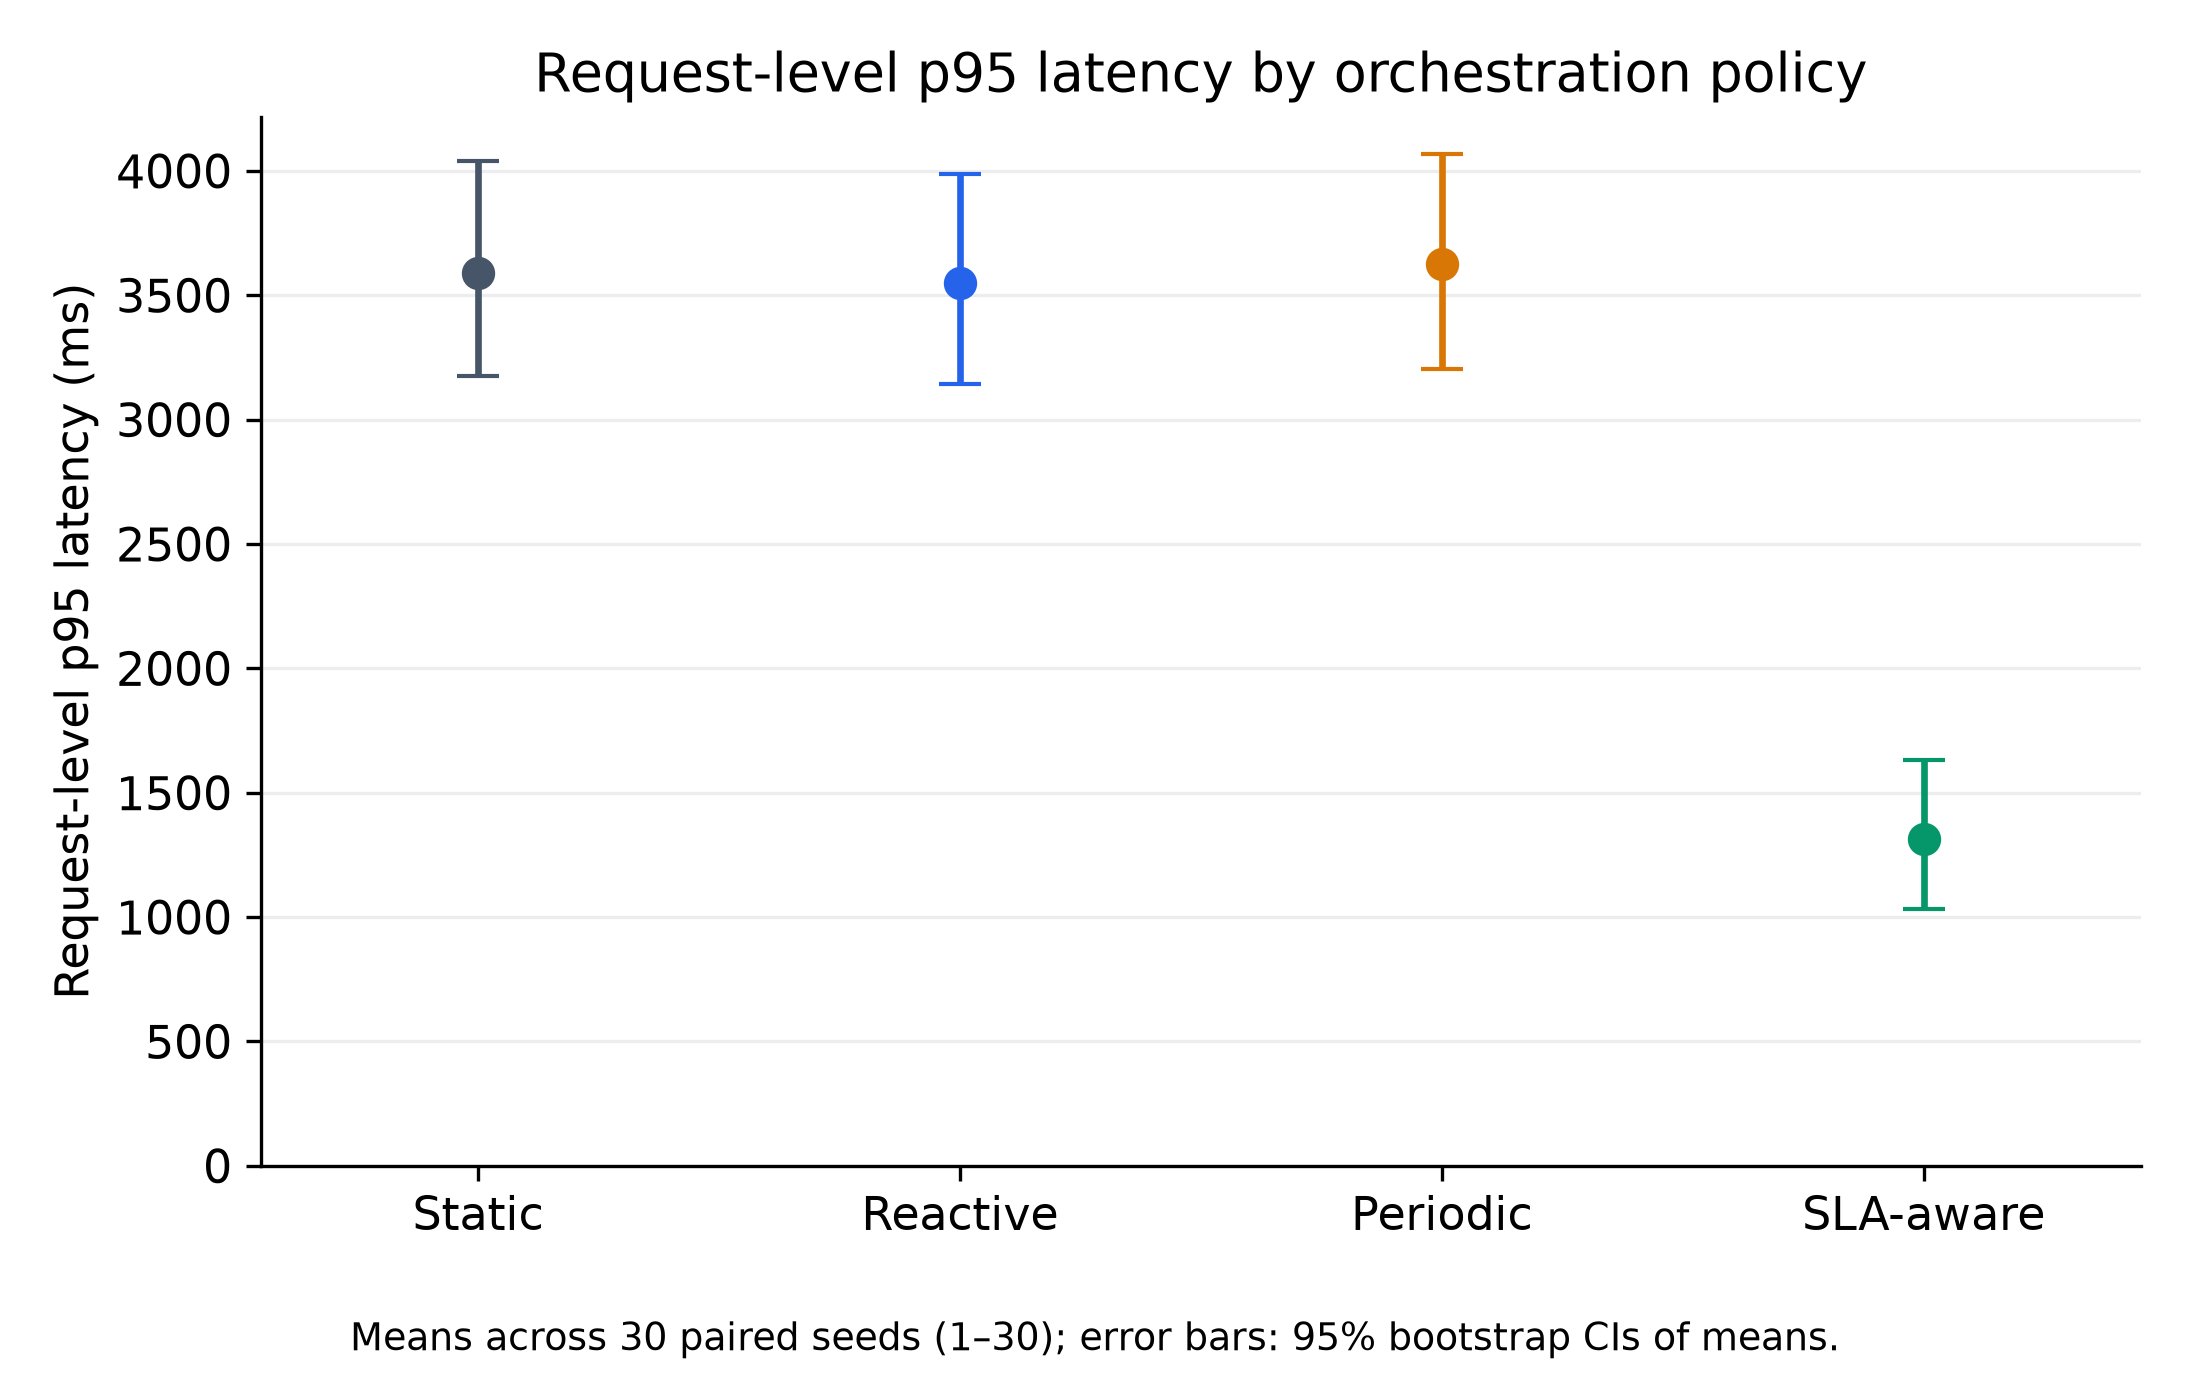 Request-level p95 latency by orchestration policy
Request-level p95 latency (ms)
4000
3500
3000
2500
2000
1500
1000
500
0
Static Reactive Periodic SLA-aware
Means across 30 paired seeds (1–30); error bars: 95% bootstrap CIs of means.